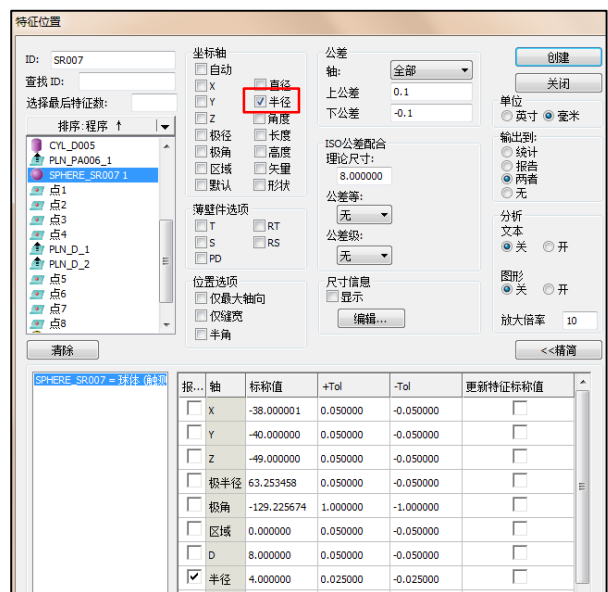 特征位置
ID: SR007
查找 ID:
选择最后特征数:
排序:程序 ↑
CYL_D005
PLN_PA006_1
SPHERE_SR007 1
点1
点2
点3
点4
PLN_D_1
PLN_D_2
点5
点6
点7
点8
清除
坐标轴
自动
X 直径
Y 半径
Z 角度
极径 长度
极角 高度
区域 矢量
默认 形状
薄壁件选项
T RT
S RS
PD
位置选项
仅最大轴向
仅缝宽
半角
公差
轴: 全部
上公差 0.1
下公差 -0.1
ISO公差配合
理论尺寸:
8.000000
公差等:
无
公差级:
无
尺寸信息
显示
编辑...
创建
关闭
单位
英寸 毫米
输出到:
统计
报告
两者
无
分析
文本
关 开
图形
关 开
放大倍率 10
<<精简
SPHERE_SR007 = 球体 (触测
报... 轴 标称值 +Tol -Tol 更新特征标称值
X -38.000001 0.050000 -0.050000
Y -40.000000 0.050000 -0.050000
Z -49.000000 0.050000 -0.050000
极半径 63.253458 0.050000 -0.050000
极角 -129.225674 1.000000 -1.000000
区域 0.000000 0.050000 -0.050000
D 8.000000 0.050000 -0.050000
半径 4.000000 0.025000 -0.025000